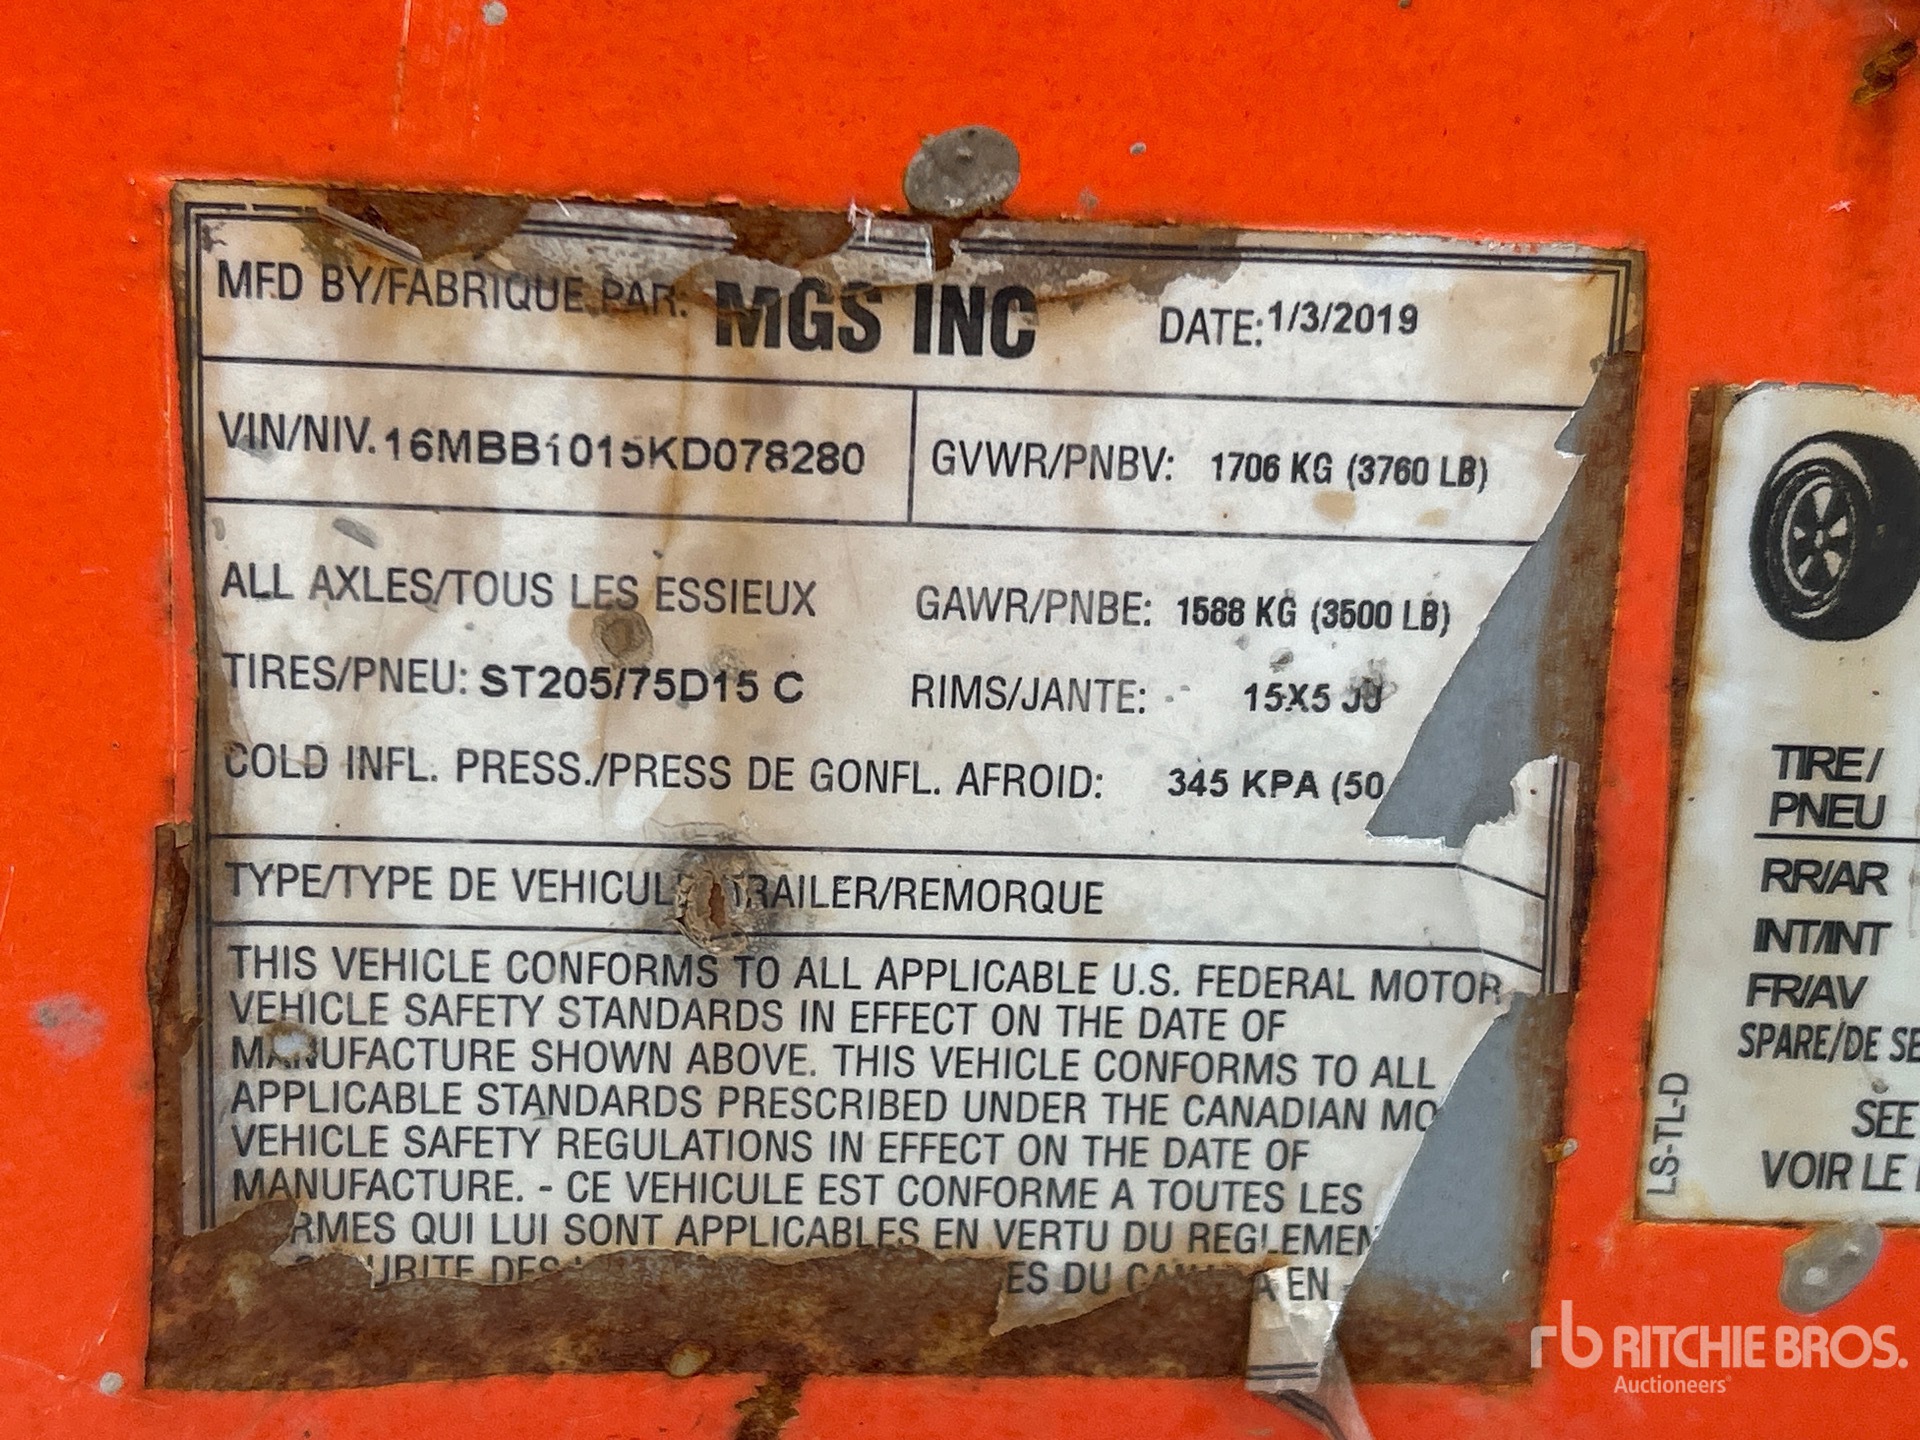 MFD BY/FABRIQUE PAR: MGS INC DATE: 1/3/2019
VIN/NIV. 16MBB1015KD078280 GVWR/PNBV: 1706 KG (3760 LB)
ALL AXLES/TOUS LES ESSIEUX GAWR/PNBE: 1588 KG (3500 LB)
TIRES/PNEU: ST205/75D15 C RIMS/JANTE: 15X5 JJ
COLD INFL. PRESS./PRESS DE GONFL. AFROID: 345 KPA (50
TYPE/TYPE DE VEHICUL TRAILER/REMORQUE
THIS VEHICLE CONFORMS TO ALL APPLICABLE U.S. FEDERAL MOTOR
VEHICLE SAFETY STANDARDS IN EFFECT ON THE DATE OF
MANUFACTURE SHOWN ABOVE. THIS VEHICLE CONFORMS TO ALL
APPLICABLE STANDARDS PRESCRIBED UNDER THE CANADIAN MO
VEHICLE SAFETY REGULATIONS IN EFFECT ON THE DATE OF
MANUFACTURE. - CE VEHICULE EST CONFORME A TOUTES LES
RMES QUI LUI SONT APPLICABLES EN VERTU DU REGLEMEN
URITE DES ES DU CANADA EN
TIRE/
PNEU
RR/AR
INT/INT
FR/AV
SPARE/DE SE
SEE
VOIR LE
LS-TL-D
rb RITCHIE BROS.
Auctioneers